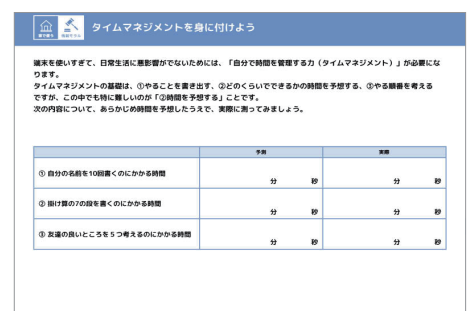 タイムマネジメントを身に付けよう
端末を使いすぎて、日常生活に悪影響がでないためには、「自分で時間を管理する力（タイムマネジメント）」が必要にな
ります。
タイムマネジメントの基礎は、①やることを書き出す、②どのくらいでできるかの時間を予想する、③やる順番を考える
ですが、この中でも特に難しいのが「②時間を予想する」ことです。
次の内容について、あらかじめ時間を予想したうえで、実際に測ってみましょう。
予測 実際
① 自分の名前を10回書くのにかかる時間 分 秒 分 秒
② 掛け算の7の段を書くのにかかる時間 分 秒 分 秒
③ 友達の良いところを５つ考えるのにかかる時間 分 秒 分 秒